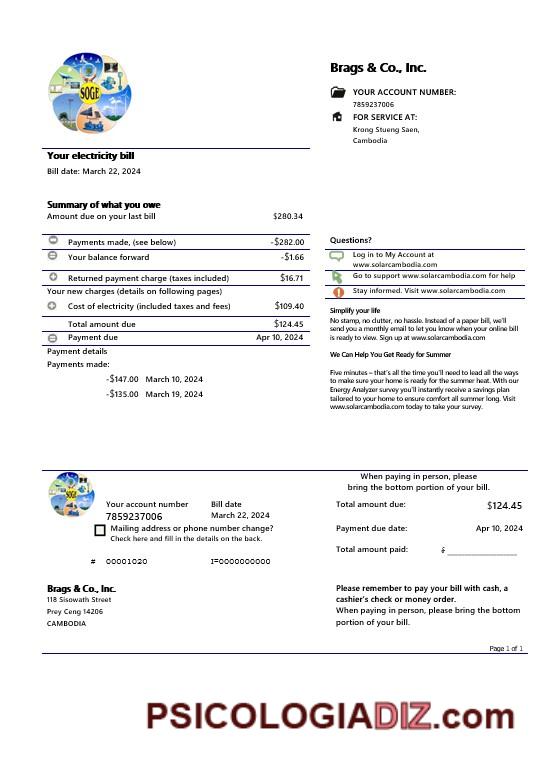 SOGE
Brags & Co., Inc.
YOUR ACCOUNT NUMBER:
7859237006
FOR SERVICE AT:
Krong Stueng Saen,
Cambodia
Your electricity bill
Bill date: March 22, 2024
Summary of what you owe
Amount due on your last bill $280.34
Payments made, (see below) -$282.00
Your balance forward -$1.66
Returned payment charge (taxes included) $16.71
Your new charges (details on following pages)
Cost of electricity (included taxes and fees) $109.40
Total amount due $124.45
Payment due Apr 10, 2024
Payment details
Payments made:
-$147.00 March 10, 2024
-$135.00 March 19, 2024
Questions?
Log in to My Account at
www.solarcambodia.com
Go to support www.solarcambodia.com for help
Stay informed. Visit www.solarcambodia.com
Simplify your life
No stamp, no clutter, no hassle. Instead of a paper bill, we'll
send you a monthly email to let you know when your online bill
is ready to view. Sign up at www.solarcambodia.com
We Can Help You Get Ready for Summer
Five minutes – that's all the time you'll need to lead all the ways
to make sure your home is ready for the summer heat. With our
Energy Analyzer survey you'll instantly receive a savings plan
tailored to your home to ensure comfort all summer long. Visit
www.solarcambodia.com today to take your survey.
SOGE
Your account number Bill date
7859237006 March 22, 2024
Mailing address or phone number change?
Check here and fill in the details on the back.
# 00001020 I=0000000000
Brags & Co., Inc.
118 Sisowath Street
Prey Ceng 14206
CAMBODIA
When paying in person, please
bring the bottom portion of your bill.
Total amount due: $124.45
Payment due date: Apr 10, 2024
Total amount paid: $ _______________
Please remember to pay your bill with cash, a
cashier's check or money order.
When paying in person, please bring the bottom
portion of your bill.
Page 1 of 1
PSICOLOGIADIZ.com